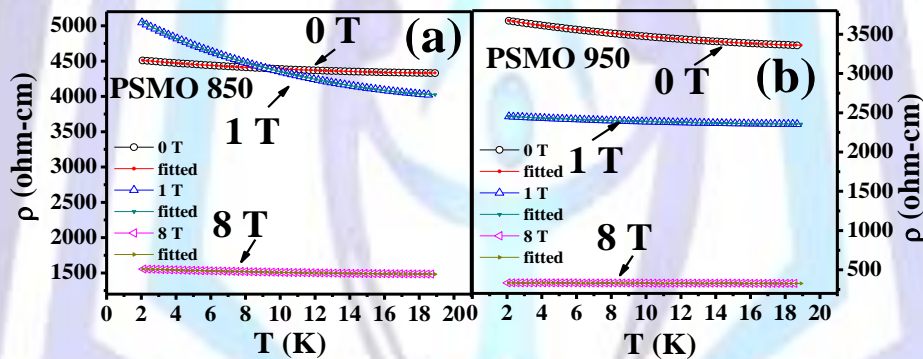 (a)
0 T
PSMO 850
1 T
8 T
0 T
fitted
1 T
fitted
8 T
fitted
5000
4500
4000
3500
3000
2500
2000
1500
ρ (ohm-cm)
0 2 4 6 8 10 12 14 16 18 20
T (K)
PSMO 950
(b)
0 T
1 T
8 T
0 T
fitted
1 T
fitted
8 T
fitted
3500
3000
2500
2000
1500
1000
500
ρ (ohm-cm)
0 2 4 6 8 10 12 14 16 18 20
T (K)